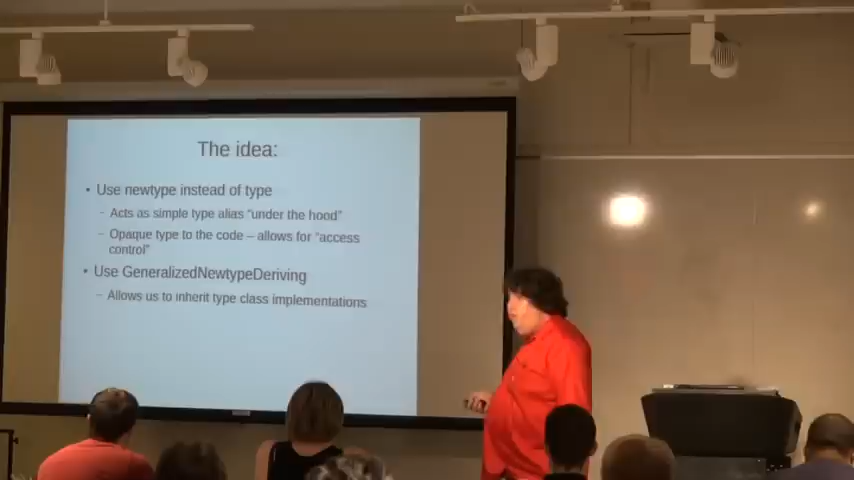 The idea:
• Use newtype instead of type
– Acts as simple type alias "under the hood"
– Opaque type to the code – allows for "access
control"
• Use GeneralizedNewtypeDeriving
– Allows us to inherit type class implementations